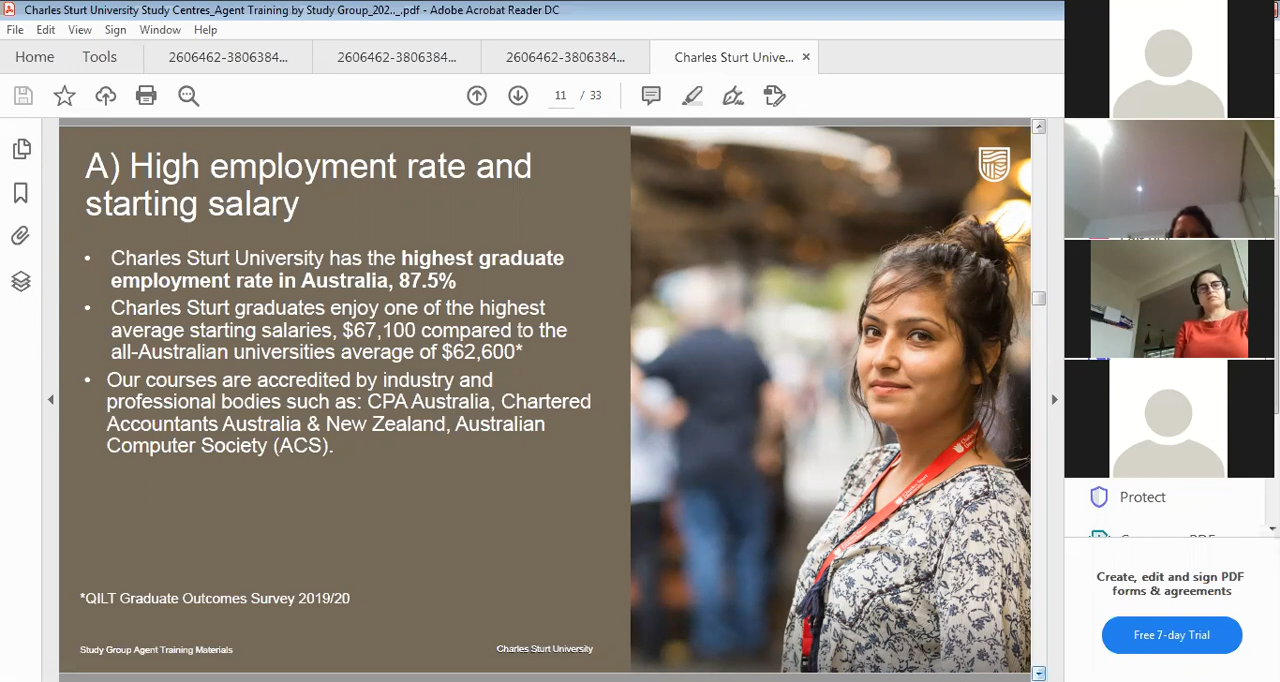 Charles Sturt University Study Centres_Agent Training by Study Group_202.._.pdf - Adobe Acrobat Reader DC
File Edit View Sign Window Help
Home Tools 2606462-3806384... 2606462-3806384... 2606462-3806384... Charles Sturt Unive... ×
11 / 33
A) High employment rate and
starting salary
• Charles Sturt University has the highest graduate
employment rate in Australia, 87.5%
• Charles Sturt graduates enjoy one of the highest
average starting salaries, $67,100 compared to the
all-Australian universities average of $62,600*
• Our courses are accredited by industry and
professional bodies such as: CPA Australia, Chartered
Accountants Australia & New Zealand, Australian
Computer Society (ACS).
*QILT Graduate Outcomes Survey 2019/20
Study Group Agent Training Materials
Charles Sturt University
Protect
Create, edit and sign PDF
forms & agreements
Free 7-day Trial